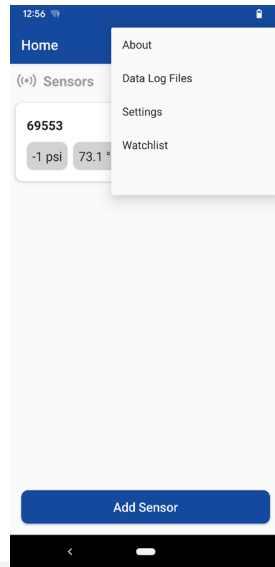 12:56
Home
About
Data Log Files
Settings
Watchlist
Sensors
69553
-1 psi
73.1 °
Add Sensor